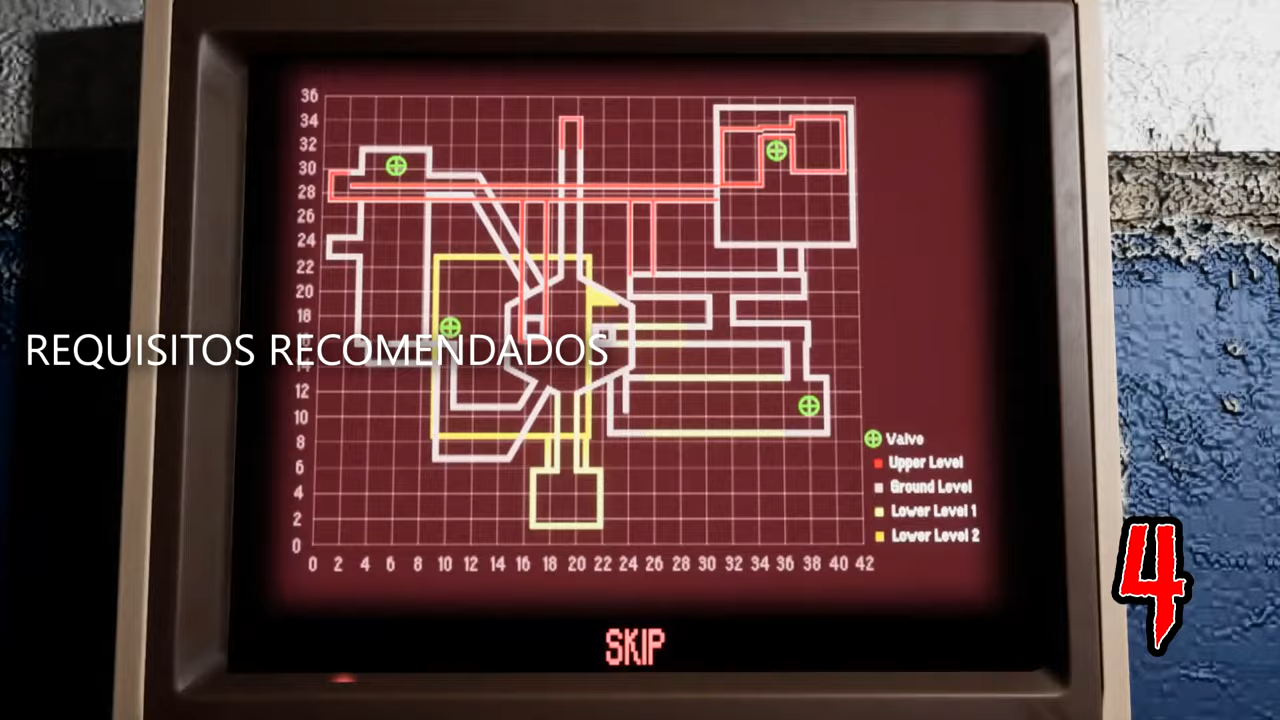 36
34
32
30
28
26
24
22
20
18
REQUISITOS RECOMENDADOS
14
12
10
8
6
4
2
0
0 2 4 6 8 10 12 14 16 18 20 22 24 26 28 30 32 34 36 38 40 42
Valve
Upper Level
Ground Level
Lower Level 1
Lower Level 2
SKIP
4